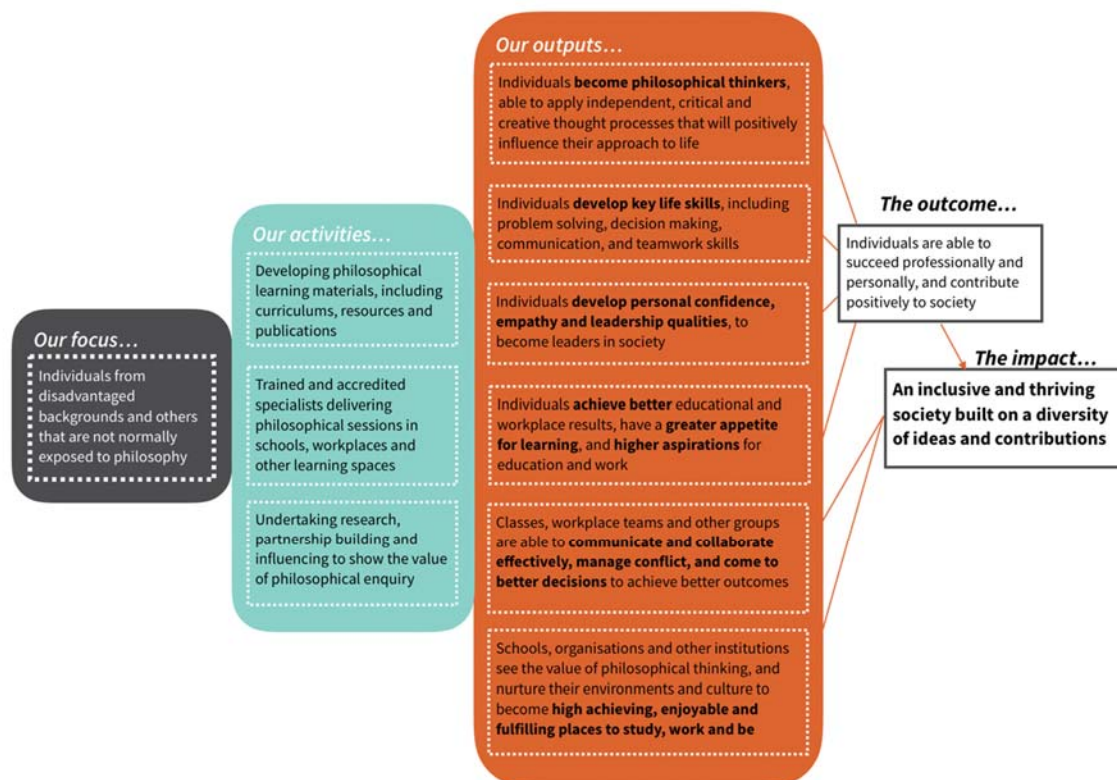 Our focus...
Individuals from
disadvantaged
backgrounds and others
that are not normally
exposed to philosophy
Our activities...
Developing philosophical
learning materials, including
curriculums, resources and
publications
Trained and accredited
specialists delivering
philosophical sessions in
schools, workplaces and
other learning spaces
Undertaking research,
partnership building and
influencing to show the value
of philosophical enquiry
Our outputs...
Individuals become philosophical thinkers,
able to apply independent, critical and
creative thought processes that will positively
influence their approach to life
Individuals develop key life skills, including
problem solving, decision making,
communication, and teamwork skills
Individuals develop personal confidence,
empathy and leadership qualities, to
become leaders in society
Individuals achieve better educational and
workplace results, have a greater appetite
for learning, and higher aspirations for
education and work
Classes, workplace teams and other groups
are able to communicate and collaborate
effectively, manage conflict, and come to
better decisions to achieve better outcomes
Schools, organisations and other institutions
see the value of philosophical thinking, and
nurture their environments and culture to
become high achieving, enjoyable and
fulfilling places to study, work and be
The outcome...
Individuals are able to
succeed professionally and
personally, and contribute
positively to society
The impact...
An inclusive and thriving
society built on a diversity
of ideas and contributions